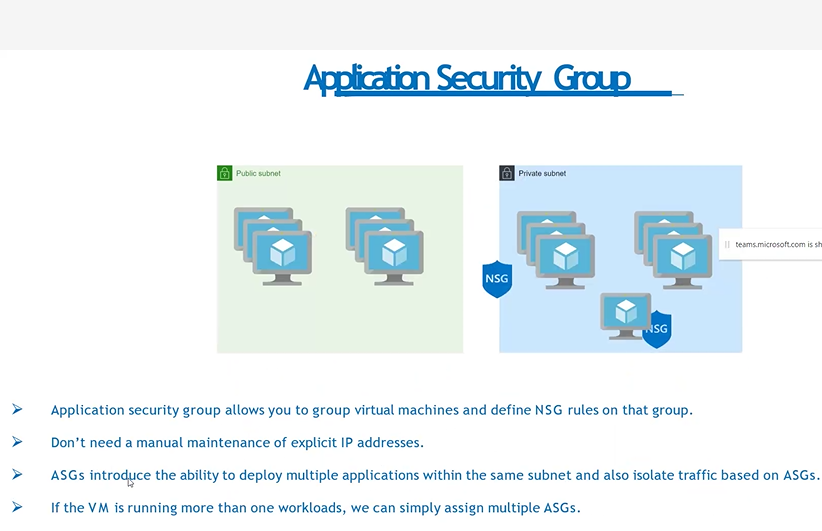 Application Security Group
Public subnet
Private subnet
teams.microsoft.com is sh
NSG
NSG
Application security group allows you to group virtual machines and define NSG rules on that group.
Don’t need a manual maintenance of explicit IP addresses.
ASGs introduce the ability to deploy multiple applications within the same subnet and also isolate traffic based on ASGs.
If the VM is running more than one workloads, we can simply assign multiple ASGs.